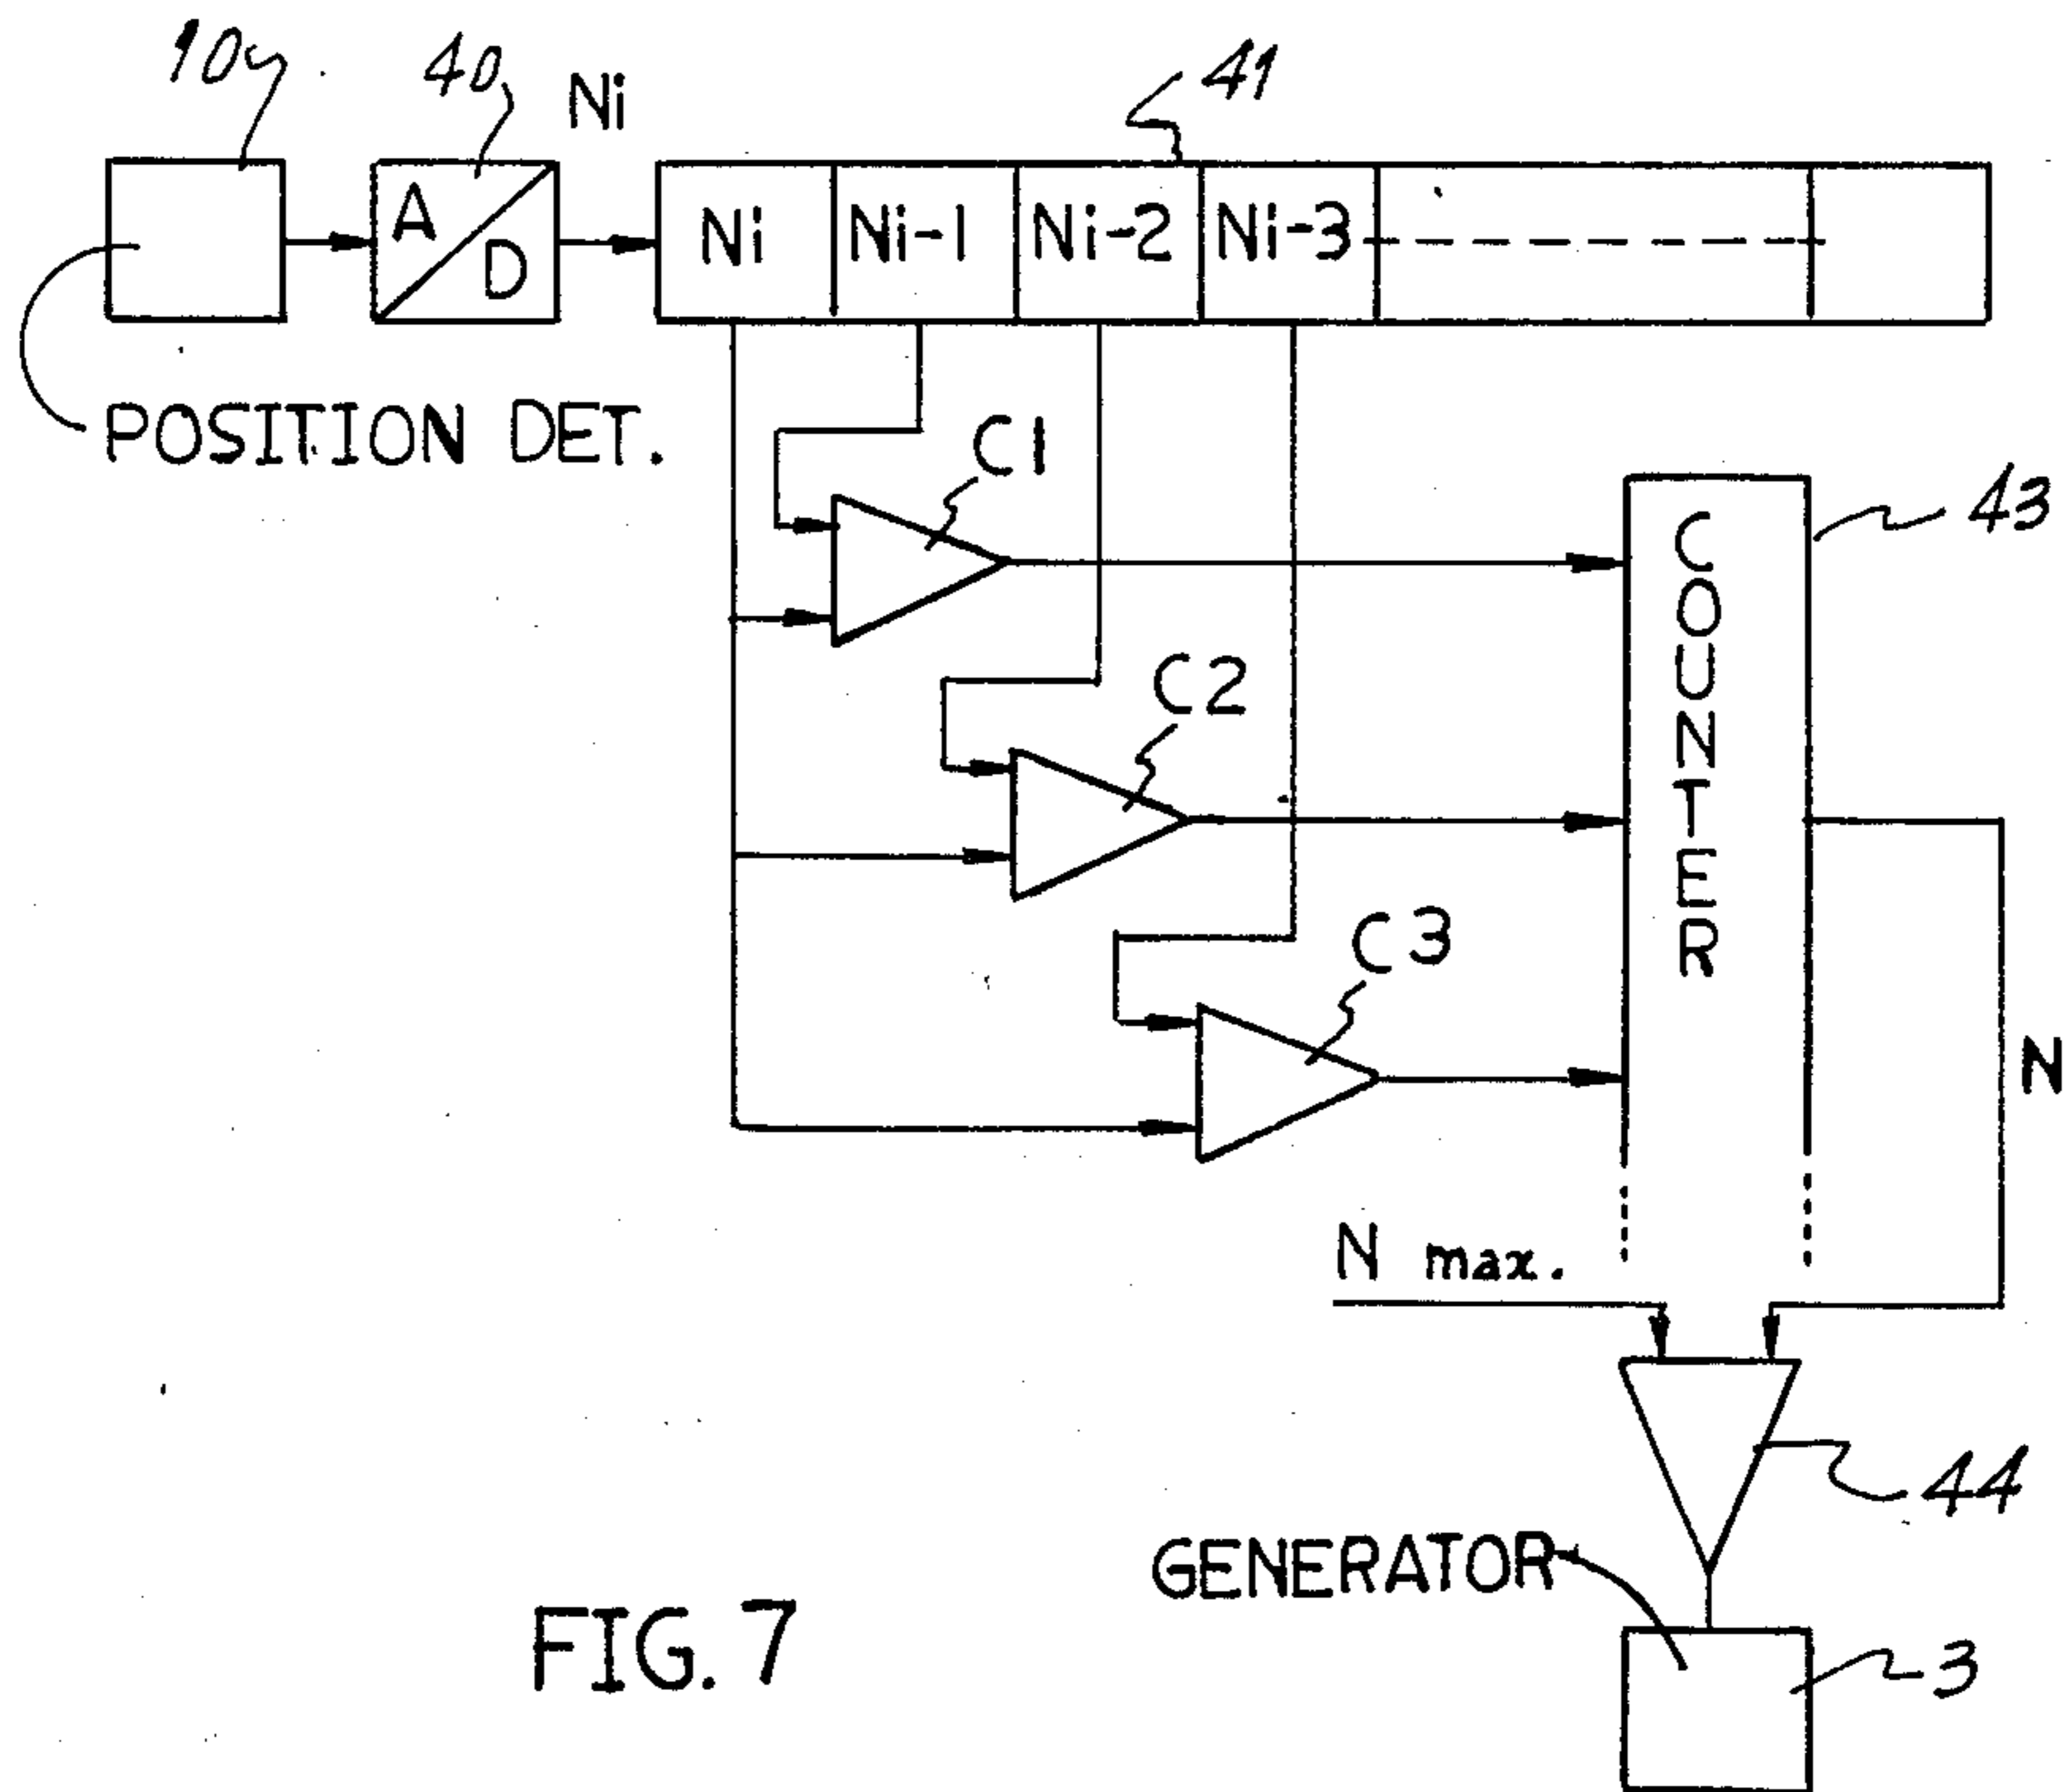 10
40
Ni
41
A
D
Ni
Ni-1
Ni-2
Ni-3
POSITION DET.
C1
43
COUNTER
C2
C3
N
N max.
44
GENERATOR
3
FIG. 7